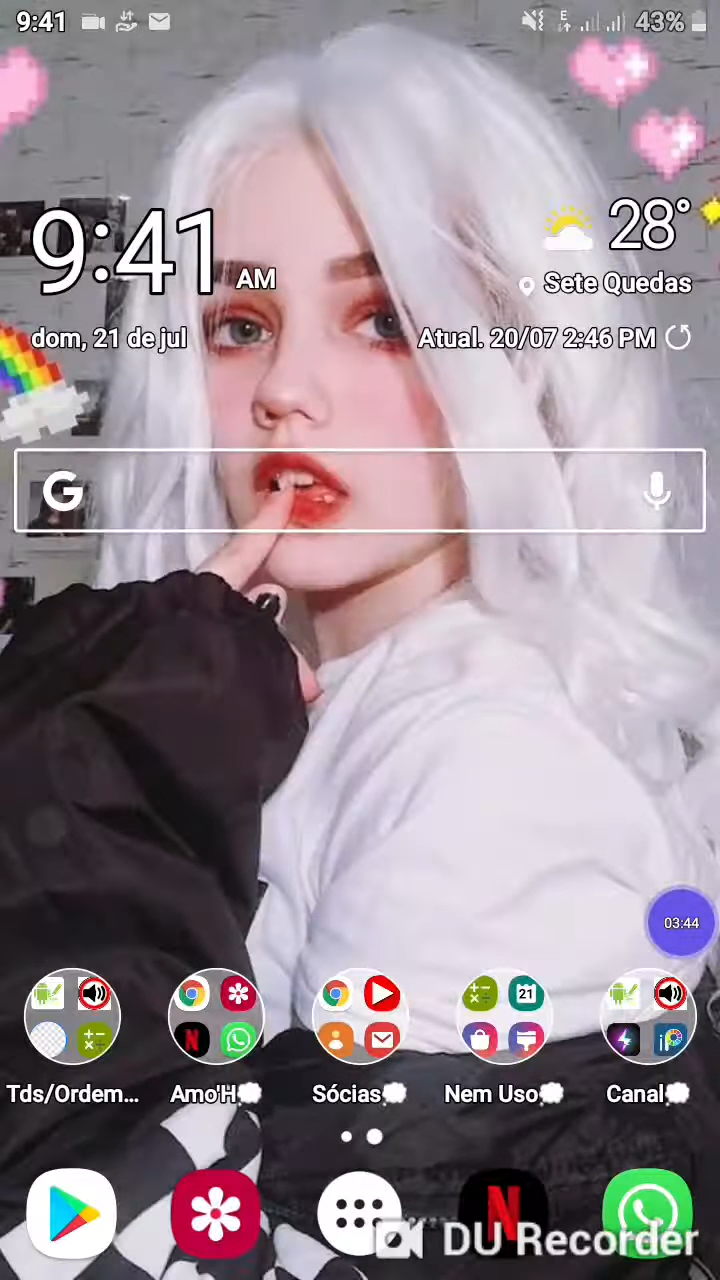 9:41
43%
9:41 AM
28°
Sete Quedas
dom, 21 de jul
Atual. 20/07 2:46 PM
G
03:44
21
Tds/Ordem...
Amo'H
Sócias
Nem Uso
Canal
N
DU Recorder